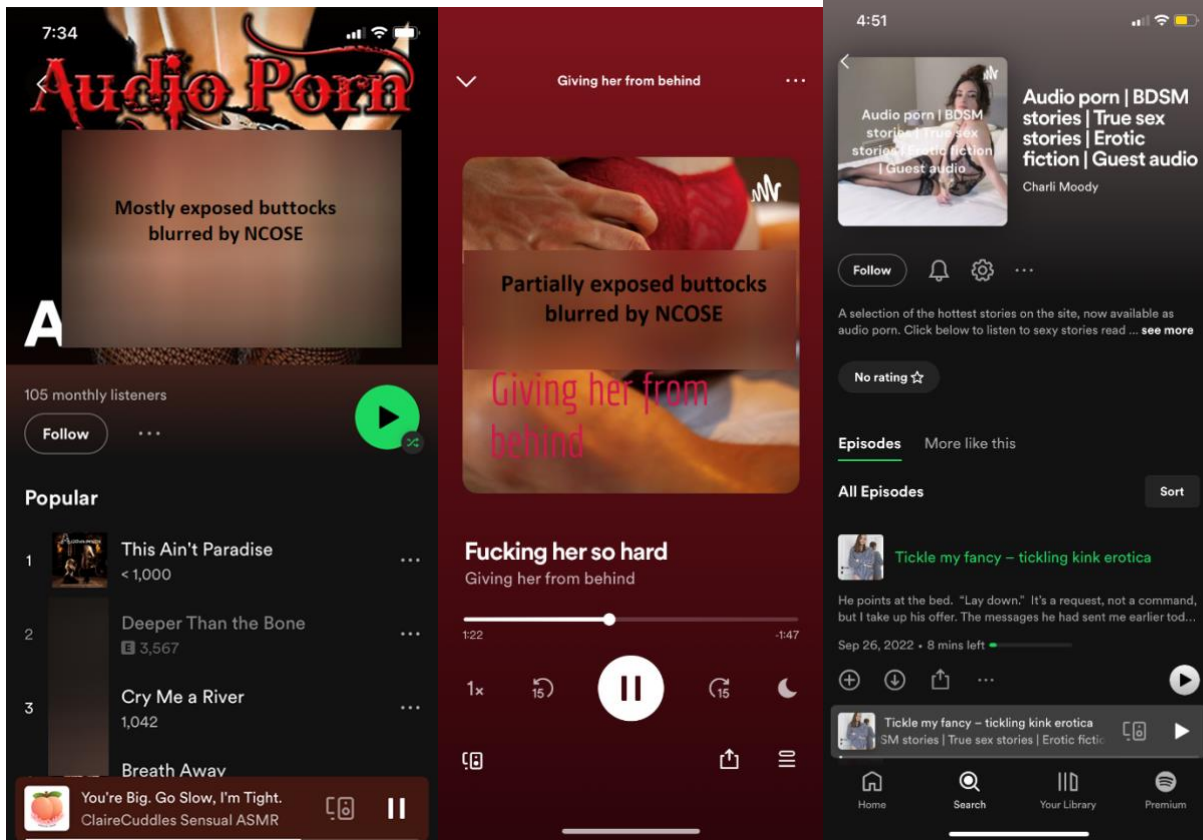 7:34
Audio Porn
Mostly exposed buttocks
blurred by NCOSE
A
105 monthly listeners
Follow
Popular
1
This Ain't Paradise
< 1,000
2
Deeper Than the Bone
E 3,567
3
Cry Me a River
1,042
Breath Away
You're Big. Go Slow, I'm Tight.
ClaireCuddles Sensual ASMR
Giving her from behind
Partially exposed buttocks
blurred by NCOSE
Giving her from
behind
Fucking her so hard
Giving her from behind
1:22
-1:47
1x
15
15
4:51
Audio porn | BDSM
stories | True sex
stories | Erotic fiction
| Guest audio
Audio porn | BDSM
stories | True sex
stories | Erotic
fiction | Guest audio
Charli Moody
Follow
A selection of the hottest stories on the site, now available as
audio porn. Click below to listen to sexy stories read ... see more
No rating
Episodes
More like this
All Episodes
Sort
Tickle my fancy – tickling kink erotica
He points at the bed. "Lay down." It's a request, not a command,
but I take up his offer. The messages he had sent me earlier tod...
Sep 26, 2022 • 8 mins left
Tickle my fancy – tickling kink erotica
SM stories | True sex stories | Erotic fictic
Home
Search
Your Library
Premium